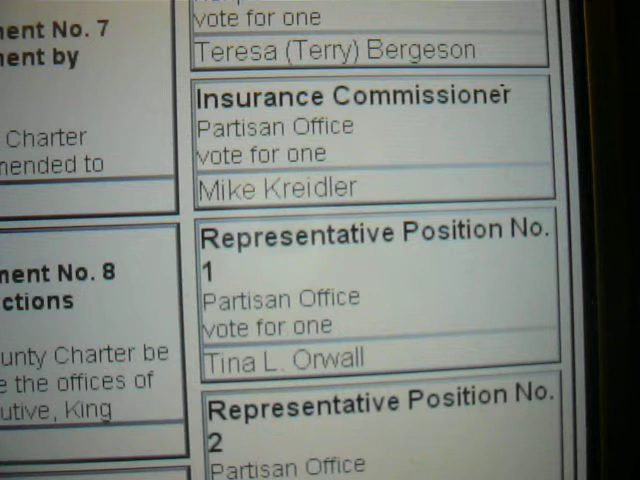 ment No. 7
ment by
Charter
mended to
ment No. 8
ctions
unty Charter be
e the offices of
utive, King
vote for one
Teresa (Terry) Bergeson
Insurance Commissioner
Partisan Office
vote for one
Mike Kreidler
Representative Position No.
1
Partisan Office
vote for one
Tina L. Orwall
Representative Position No.
2
Partisan Office